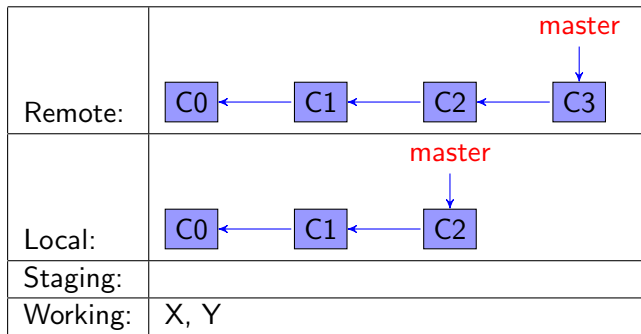 master
Remote: C0 C1 C2 C3
master
Local: C0 C1 C2
Staging:
Working: X, Y